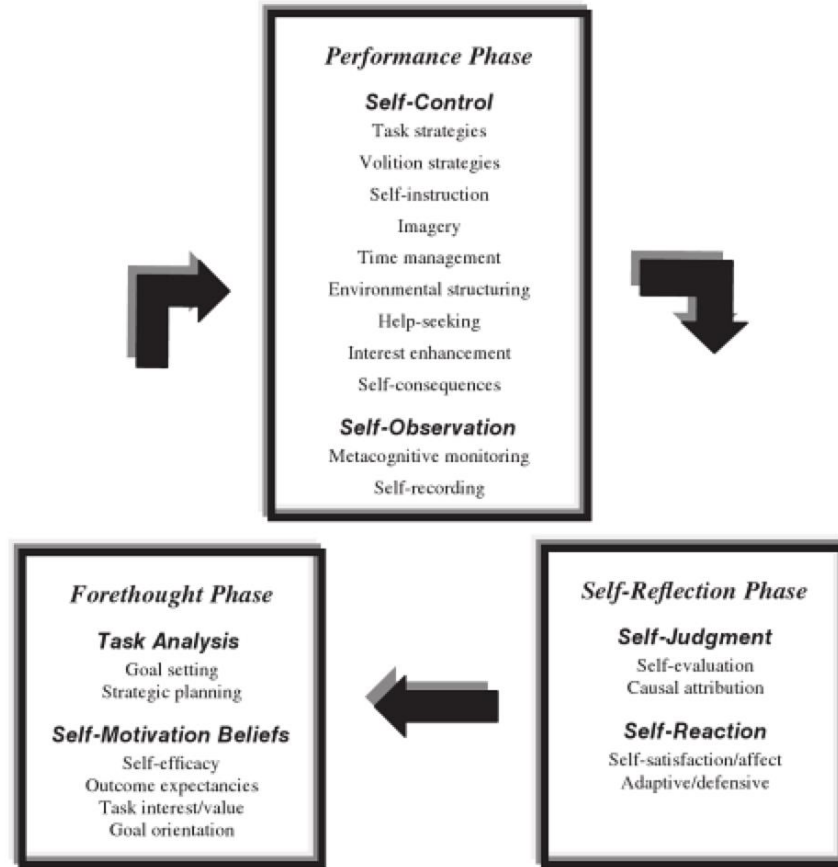 Performance Phase
Self-Control
Task strategies
Volition strategies
Self-instruction
Imagery
Time management
Environmental structuring
Help-seeking
Interest enhancement
Self-consequences
Self-Observation
Metacognitive monitoring
Self-recording
Forethought Phase
Task Analysis
Goal setting
Strategic planning
Self-Motivation Beliefs
Self-efficacy
Outcome expectancies
Task interest/value
Goal orientation
Self-Reflection Phase
Self-Judgment
Self-evaluation
Causal attribution
Self-Reaction
Self-satisfaction/affect
Adaptive/defensive